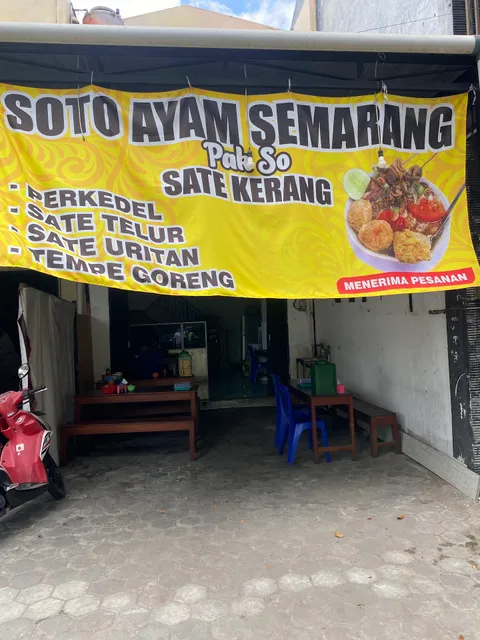 SOTO AYAM SEMARANG
Pak So
SATE KERANG
- PERKEDEL
- SATE TELUR
- SATE URITAN
- TEMPE GORENG
MENERIMA PESANAN